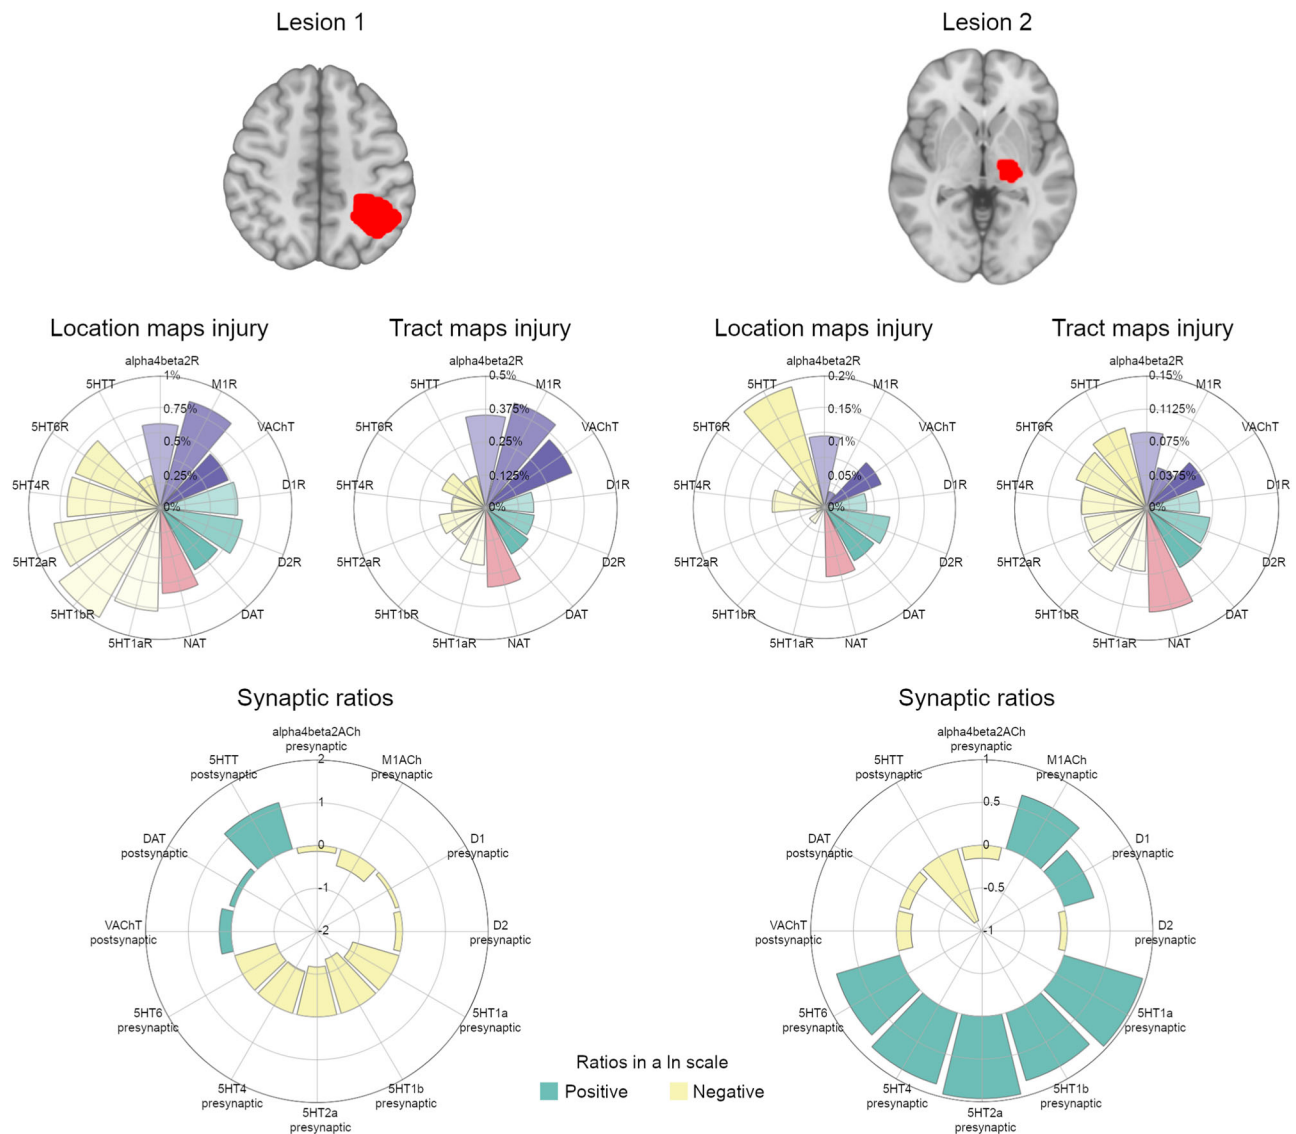 Lesion 1
Lesion 2
Location maps injury
Tract maps injury
Location maps injury
Tract maps injury
alpha4beta2R
1%
M1R
VAChT
D1R
D2R
DAT
NAT
5HT1aR
5HT1bR
5HT2aR
5HT4R
5HT6R
5HTT
0.75%
0.5%
0.25%
0%
alpha4beta2R
0.5%
M1R
VAChT
D1R
D2R
DAT
NAT
5HT1aR
5HT1bR
5HT2aR
5HT4R
5HT6R
5HTT
0.375%
0.25%
0.125%
0%
alpha4beta2R
0.2%
M1R
VAChT
D1R
D2R
DAT
NAT
5HT1aR
5HT1bR
5HT2aR
5HT4R
5HT6R
5HTT
0.15%
0.1%
0.05%
0%
alpha4beta2R
0.15%
M1R
VAChT
D1R
D2R
DAT
NAT
5HT1aR
5HT1bR
5HT2aR
5HT4R
5HT6R
5HTT
0.1125%
0.075%
0.0375%
0%
Synaptic ratios
alpha4beta2ACh
presynaptic
M1ACh
presynaptic
D1
presynaptic
D2
presynaptic
5HT1a
presynaptic
5HT1b
presynaptic
5HT2a
presynaptic
5HT4
presynaptic
5HT6
presynaptic
VAChT
postsynaptic
DAT
postsynaptic
5HTT
postsynaptic
2
1
0
-1
-2
Synaptic ratios
alpha4beta2ACh
presynaptic
M1ACh
presynaptic
D1
presynaptic
D2
presynaptic
5HT1a
presynaptic
5HT1b
presynaptic
5HT2a
presynaptic
5HT4
presynaptic
5HT6
presynaptic
VAChT
postsynaptic
DAT
postsynaptic
5HTT
postsynaptic
1
0.5
0
-0.5
-1
Ratios in a ln scale
Positive
Negative